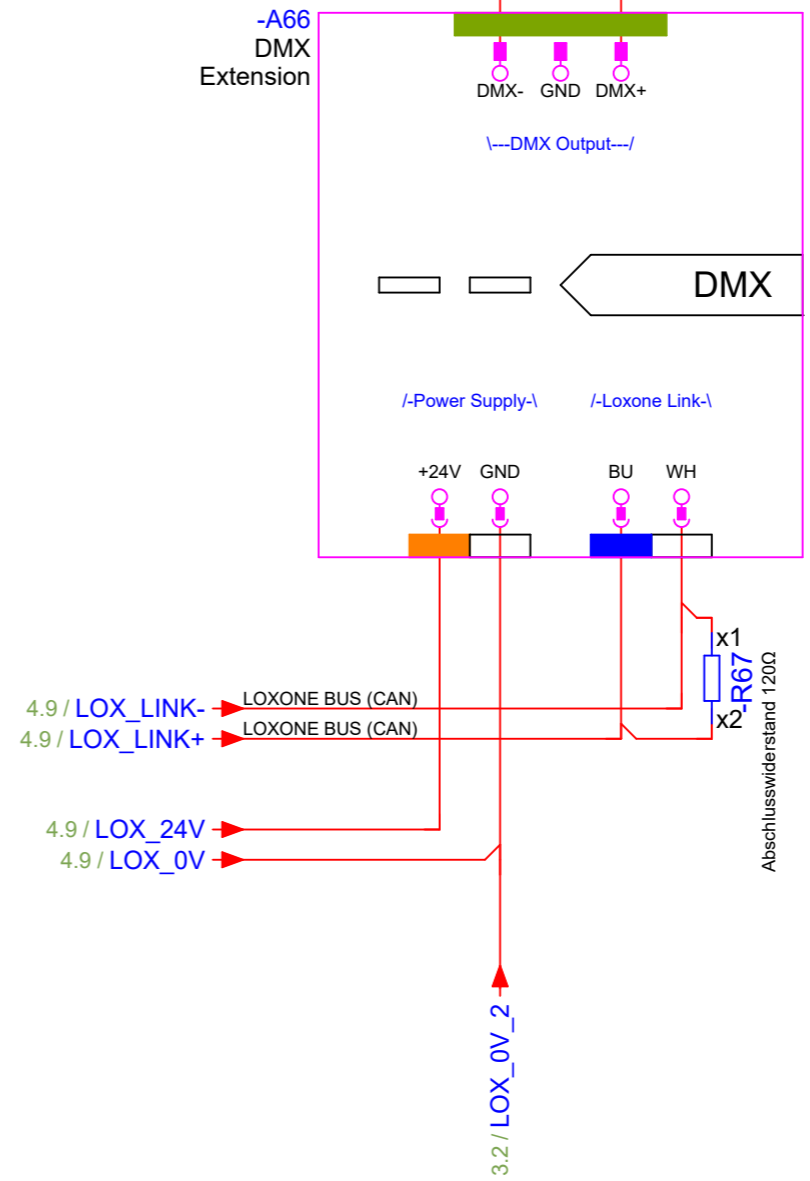 -A66
DMX
Extension
DMX- GND DMX+
\---DMX Output---/
DMX
/-Power Supply-\ /-Loxone Link-\
+24V GND BU WH
x1
-R67
x2
Abschlusswiderstand 120Ω
4.9 / LOX_LINK- LOXONE BUS (CAN)
4.9 / LOX_LINK+ LOXONE BUS (CAN)
4.9 / LOX_24V
4.9 / LOX_0V
3.2 / LOX_0V_2